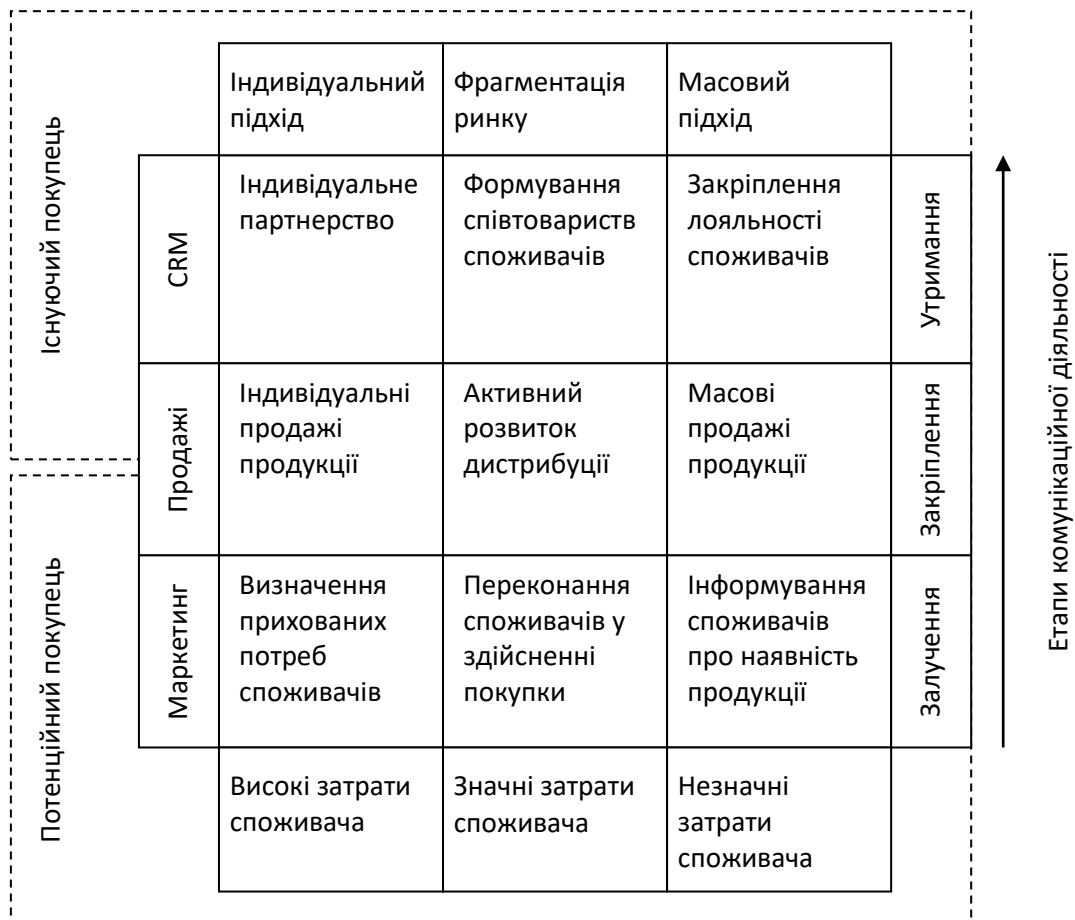 Індивідуальний
підхід
Фрагментація
ринку
Масовий
підхід
Існуючий покупець
CRM
Індивідуальне
партнерство
Формування
співтовариств
споживачів
Закріплення
лояльності
споживачів
Утримання
Продажі
Індивідуальні
продажі
продукції
Активний
розвиток
дистрибуції
Масові
продажі
продукції
Закріплення
Потенційний покупець
Маркетинг
Визначення
прихованих
потреб
споживачів
Переконання
споживачів у
здійсненні
покупки
Інформування
споживачів
про наявність
продукції
Залучення
Етапи комунікаційної діяльності
Високі затрати
споживача
Значні затрати
споживача
Незначні
затрати
споживача